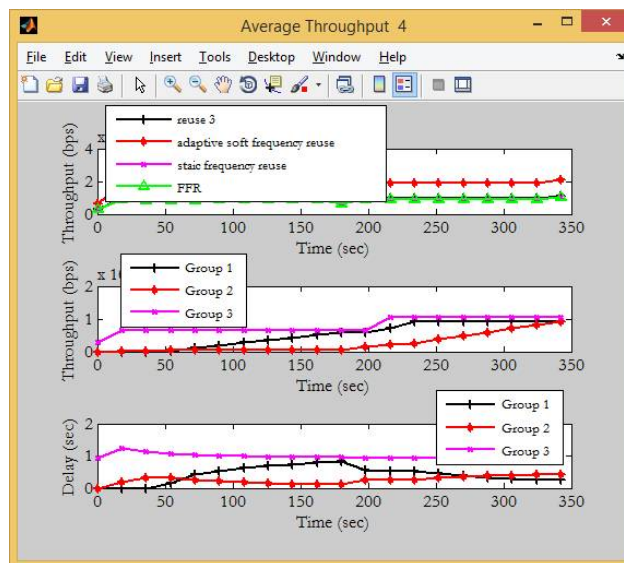 Average Throughput 4
File Edit View Insert Tools Desktop Window Help
reuse 3
adaptive soft frequency reuse
staic frequency reuse
FFR
Throughput (bps)
4
2
0
0 50 100 150 200 250 300 350
Time (sec)
x 10
Group 1
Group 2
Group 3
Throughput (bps)
2
1
0
0 50 100 150 200 250 300 350
Time (sec)
Group 1
Group 2
Group 3
Delay (sec)
2
1
0
0 50 100 150 200 250 300 350
Time (sec)